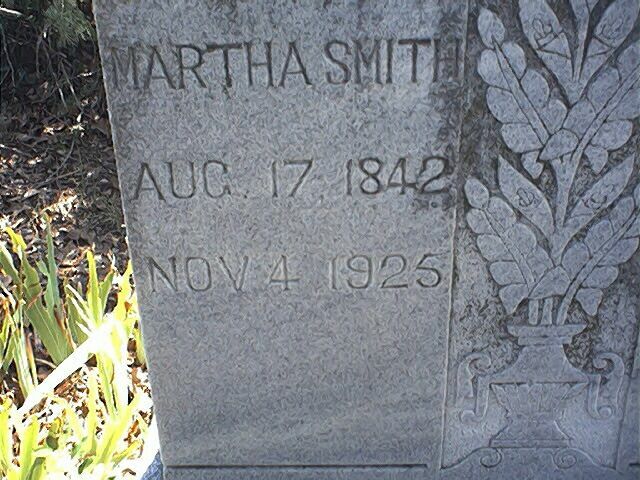 MARTHA SMITH
AUG. 17, 1842
NOV. 4 1925